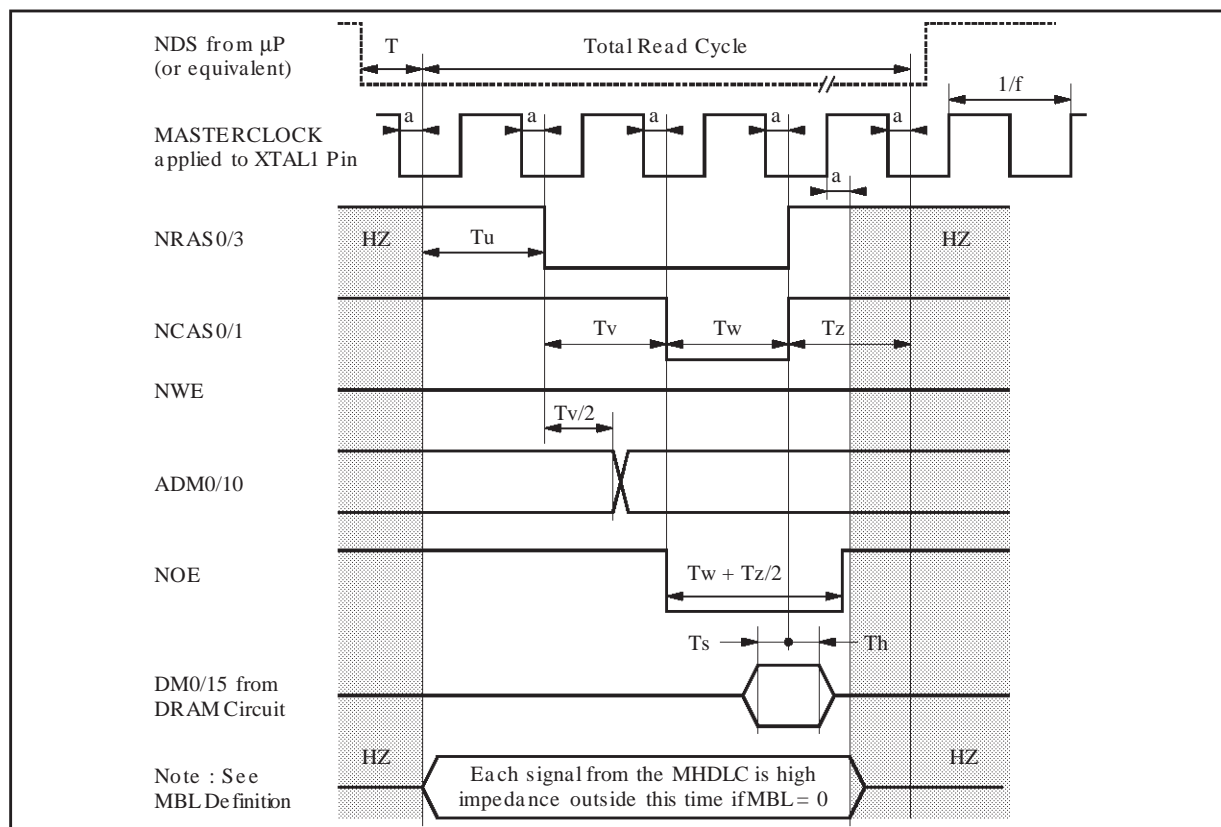 NDS from µP
(or equivalent)
T
Total Read Cycle
1/f
MASTERCLOCK
applied to XTAL1 Pin
a
a
a
a
a
a
NRAS0/3
HZ
Tu
HZ
NCAS0/1
Tv
Tw
Tz
NWE
Tv/2
ADM0/10
NOE
Tw + Tz/2
Ts
Th
DM0/15 from
DRAM Circuit
HZ
HZ
Note : See
MBL Definition
Each signal from the MHDLC is high
impedance outside this time if MBL = 0